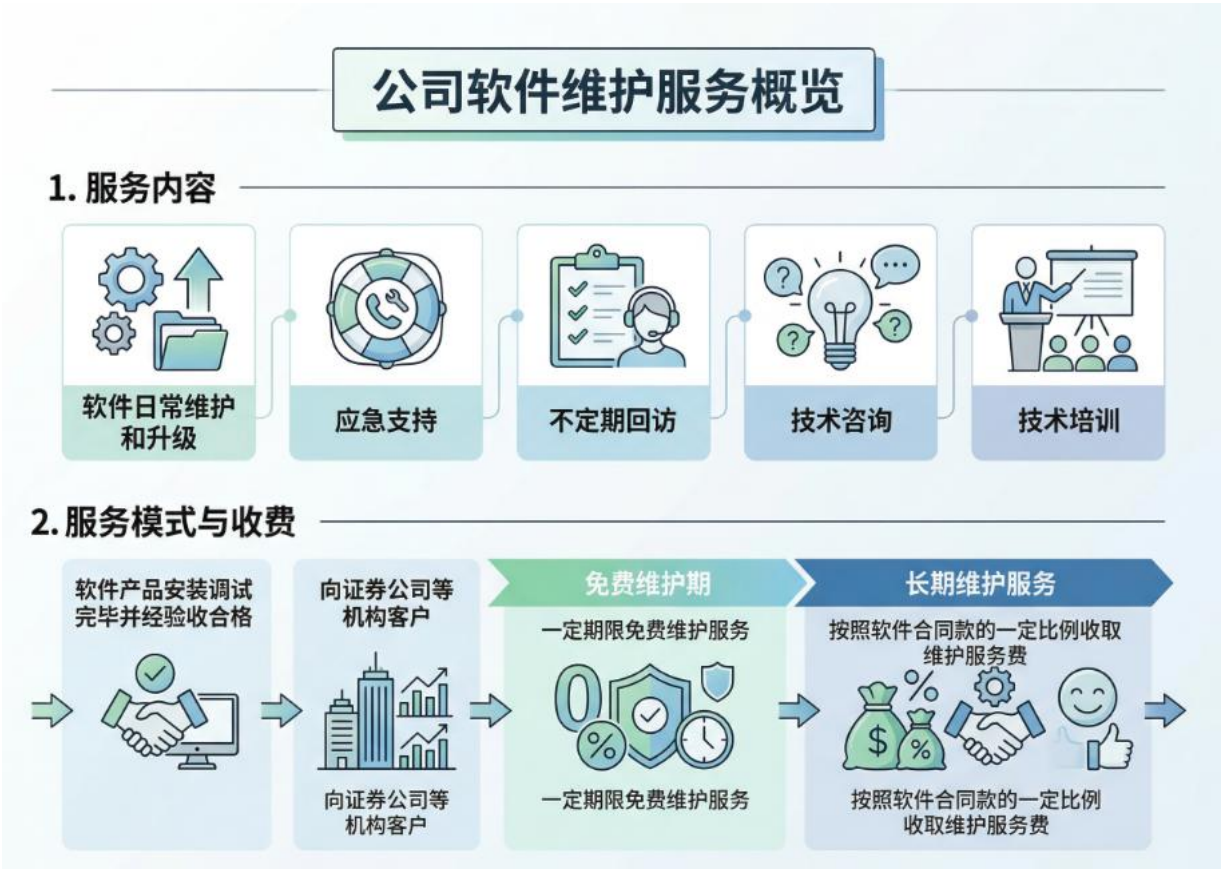 公司软件维护服务概览
1. 服务内容
软件日常维护
和升级
应急支持
不定期回访
技术咨询
技术培训
2. 服务模式与收费
软件产品安装调试
完毕并经验收合格
向证券公司等
机构客户
向证券公司等
机构客户
免费维护期
一定期限免费维护服务
0
%
一定期限免费维护服务
长期维护服务
按照软件合同款的一定比例收取
维护服务费
%
$
%
按照软件合同款的一定比例
收取维护服务费